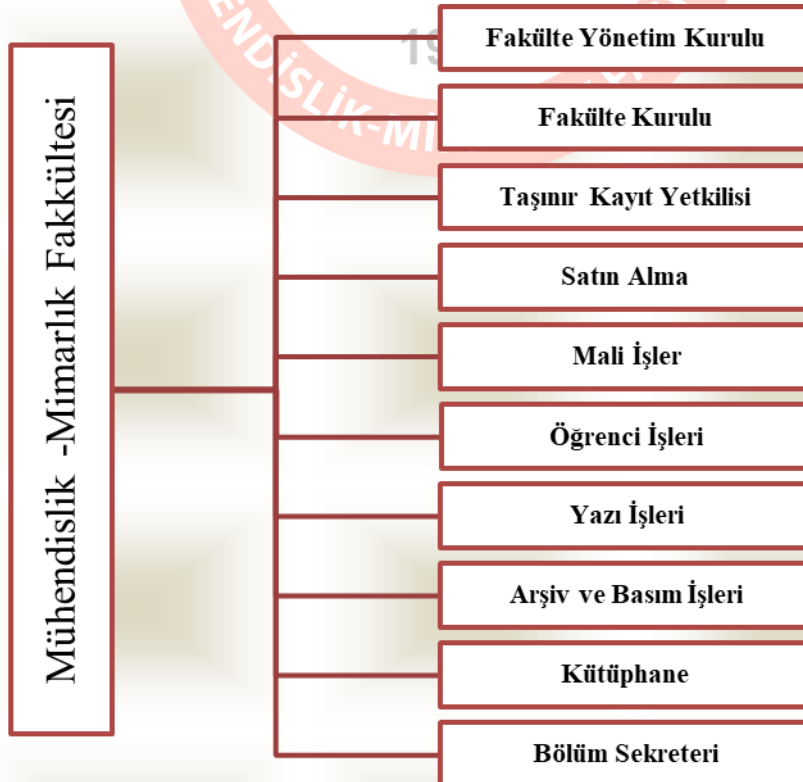 Mühendislik -Mimarlık Fakkültesi
Fakülte Yönetim Kurulu
Fakülte Kurulu
Taşınır Kayıt Yetkilisi
Satın Alma
Mali İşler
Öğrenci İşleri
Yazı İşleri
Arşiv ve Basım İşleri
Kütüphane
Bölüm Sekreteri